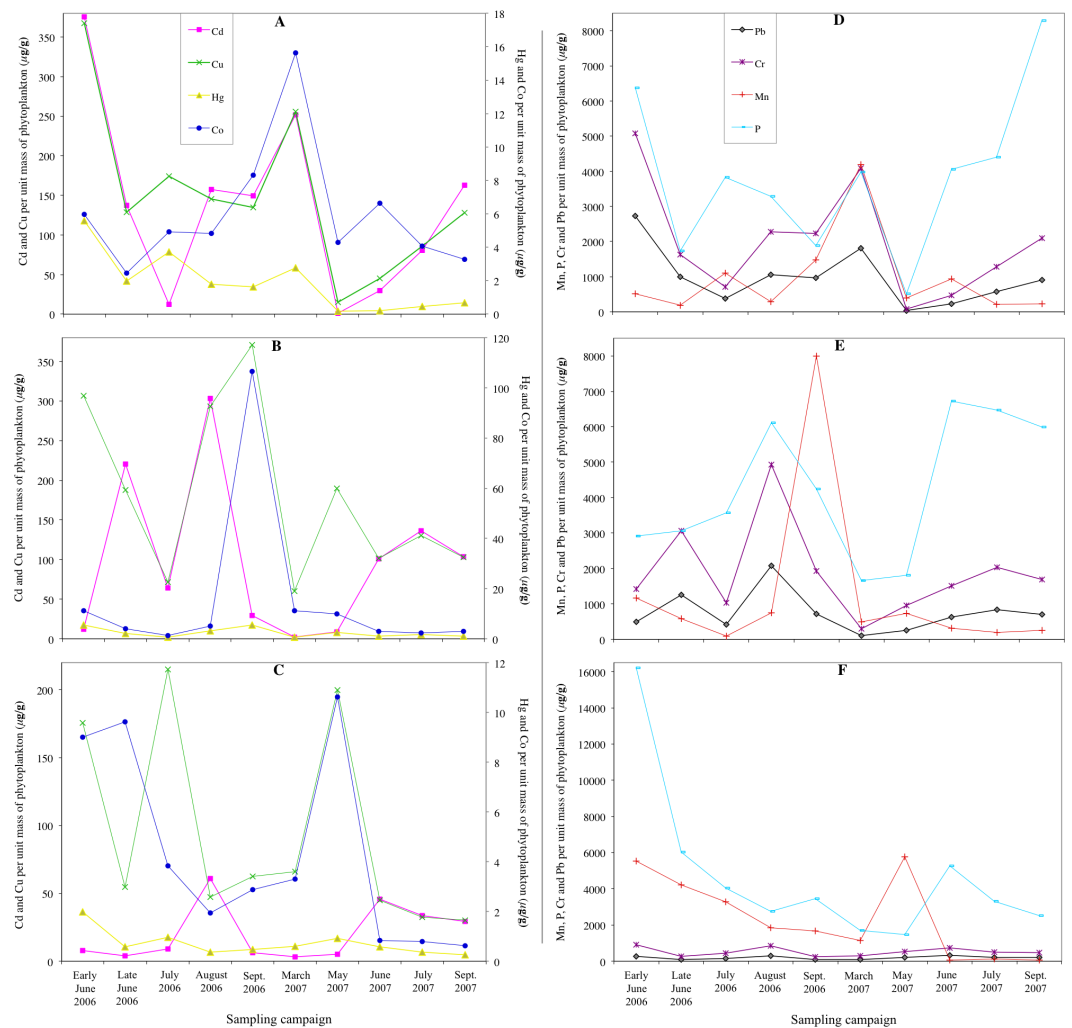 A
Cd
Cu
Hg
Co
Cd and Cu per unit mass of phytoplankton (µg/g)
350
300
250
200
150
100
50
0
18
16
14
12
10
8
6
4
2
0
Hg and Co per unit mass of phytoplankton (µg/g)
B
Cd and Cu per unit mass of phytoplankton (µg/g)
350
300
250
200
150
100
50
0
120
100
80
60
40
20
0
Hg and Co per unit mass of phytoplankton (µg/g)
C
Cd and Cu per unit mass of phytoplankton (µg/g)
200
150
100
50
0
12
10
8
6
4
2
0
Hg and Co per unit mass of phytoplankton (µg/g)
Early Late July August Sept. March May June July Sept.
June June 2006 2006 2006 2007 2007 2007 2007 2007
2006 2006
Sampling campaign
D
Pb
Cr
Mn
P
Mn, P, Cr and Pb per unit mass of phytoplankton (µg/g)
8000
7000
6000
5000
4000
3000
2000
1000
0
E
Mn, P, Cr and Pb per unit mass of phytoplankton (µg/g)
8000
7000
6000
5000
4000
3000
2000
1000
0
F
Mn, P, Cr and Pb per unit mass of phytoplankton (µg/g)
16000
14000
12000
10000
8000
6000
4000
2000
0
Early Late July August Sept. March May June July Sept.
June June 2006 2006 2006 2007 2007 2007 2007 2007
2006 2006
Sampling campaign